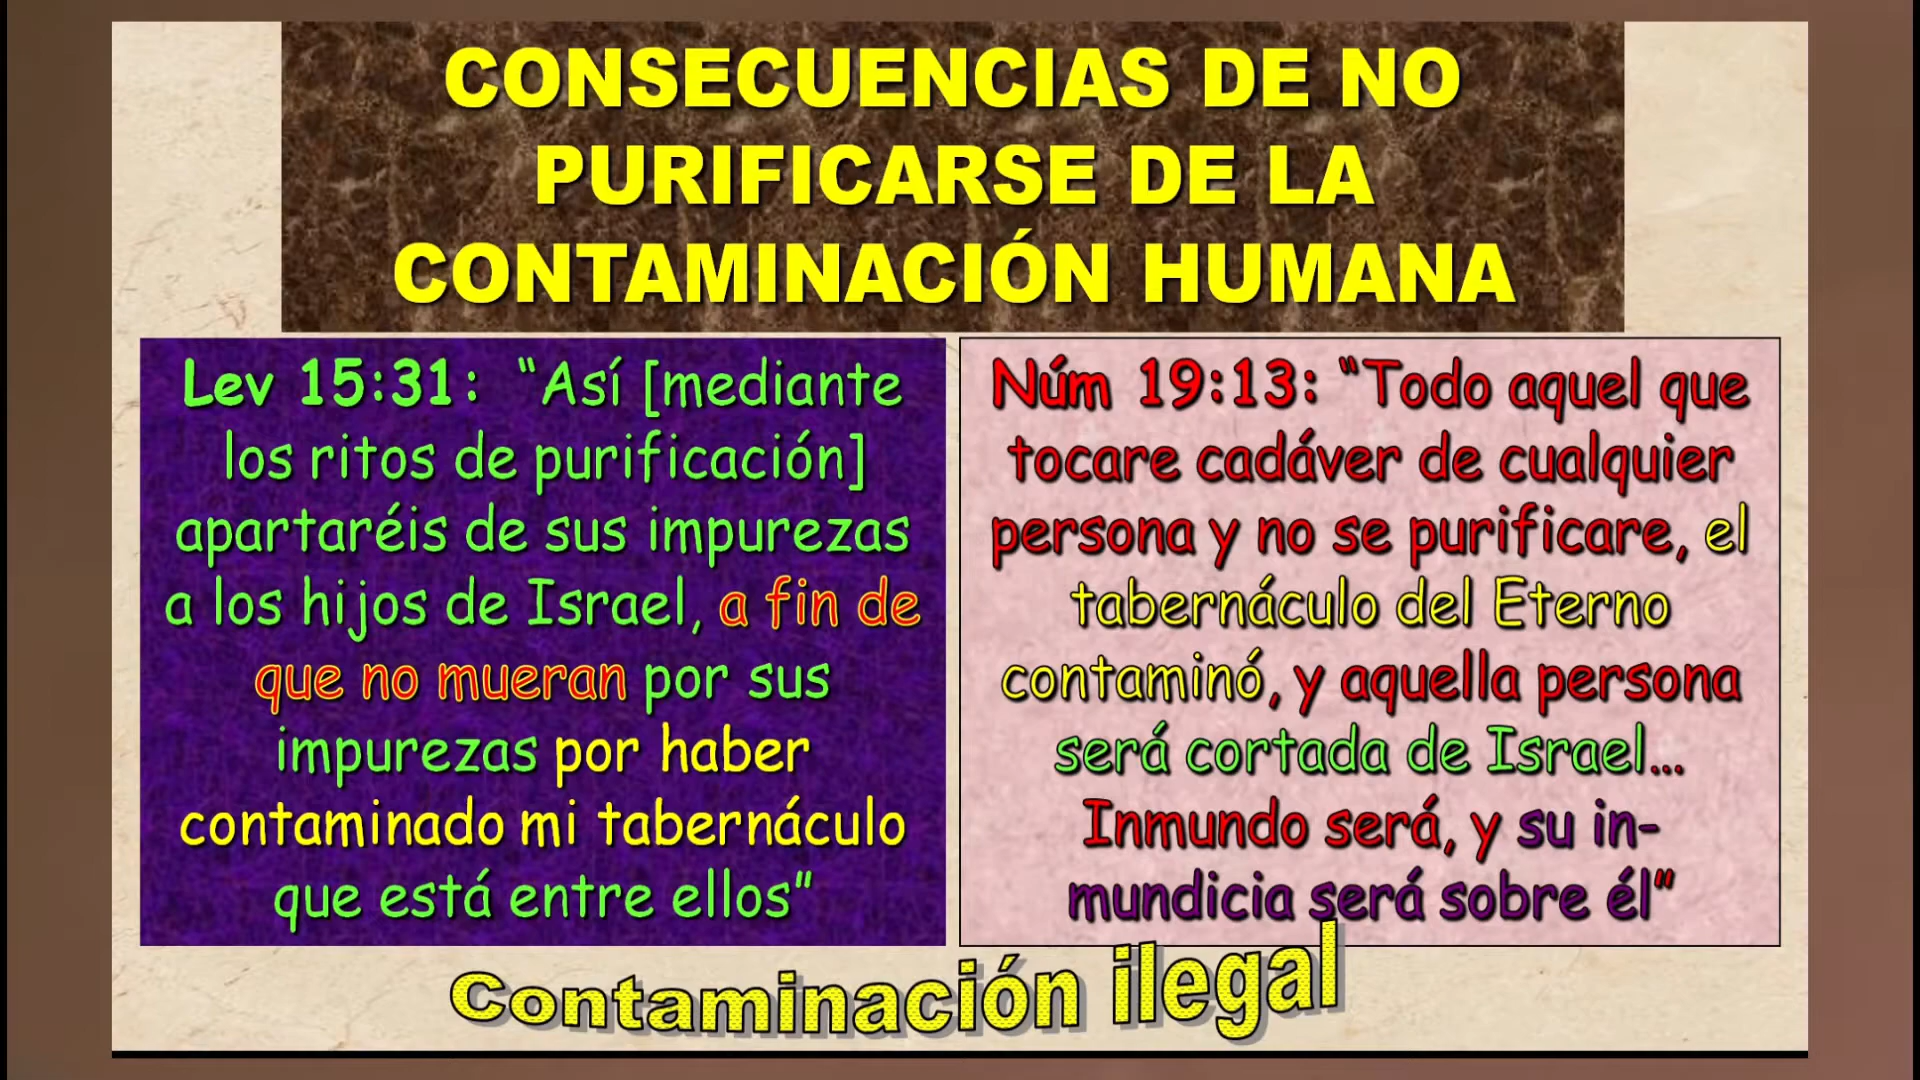 CONSECUENCIAS DE NO
PURIFICARSE DE LA
CONTAMINACIÓN HUMANA
Lev 15:31: “Así [mediante
los ritos de purificación]
apartaréis de sus impurezas
a los hijos de Israel, a fin de
que no mueran por sus
impurezas por haber
contaminado mi tabernáculo
que está entre ellos”
Núm 19:13: “Todo aquel que
tocare cadáver de cualquier
persona y no se purificare, el
tabernáculo del Eterno
contaminó, y aquella persona
será cortada de Israel…
Inmundo será, y su in-
mundicia será sobre él”
Contaminación ilegal